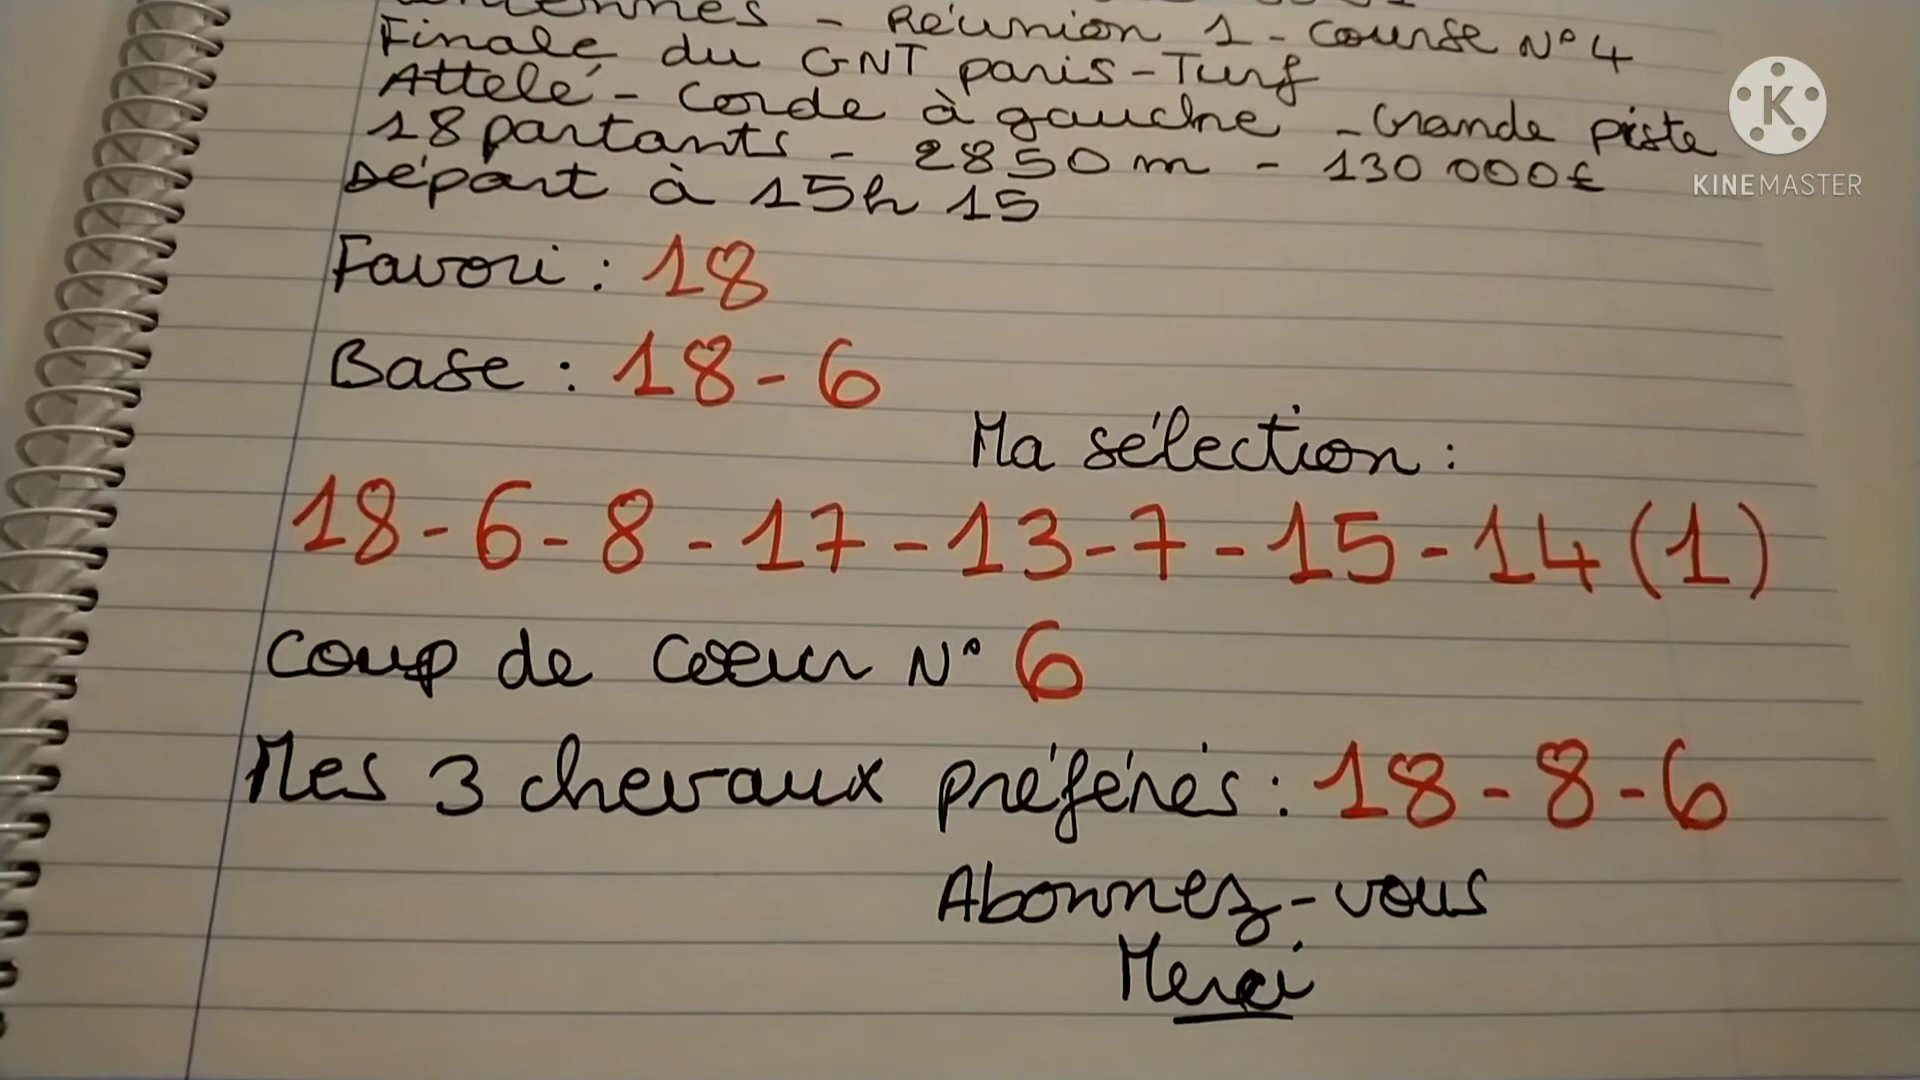 Réunion 1 - Course N° 4
Finale du GNT paris-Turf
Attelé - Corde à gauche - Grande piste
18 partants - 2850 m - 130 000€
Départ à 15h 15
Favori : 18
Base : 18 - 6
Ma sélection :
18 - 6 - 8 - 17 - 13 - 7 - 15 - 14 (1)
Coup de coeur N° 6
Mes 3 chevaux préférés : 18 - 8 - 6
Abonnez-vous
Merci
K
KINEMASTER